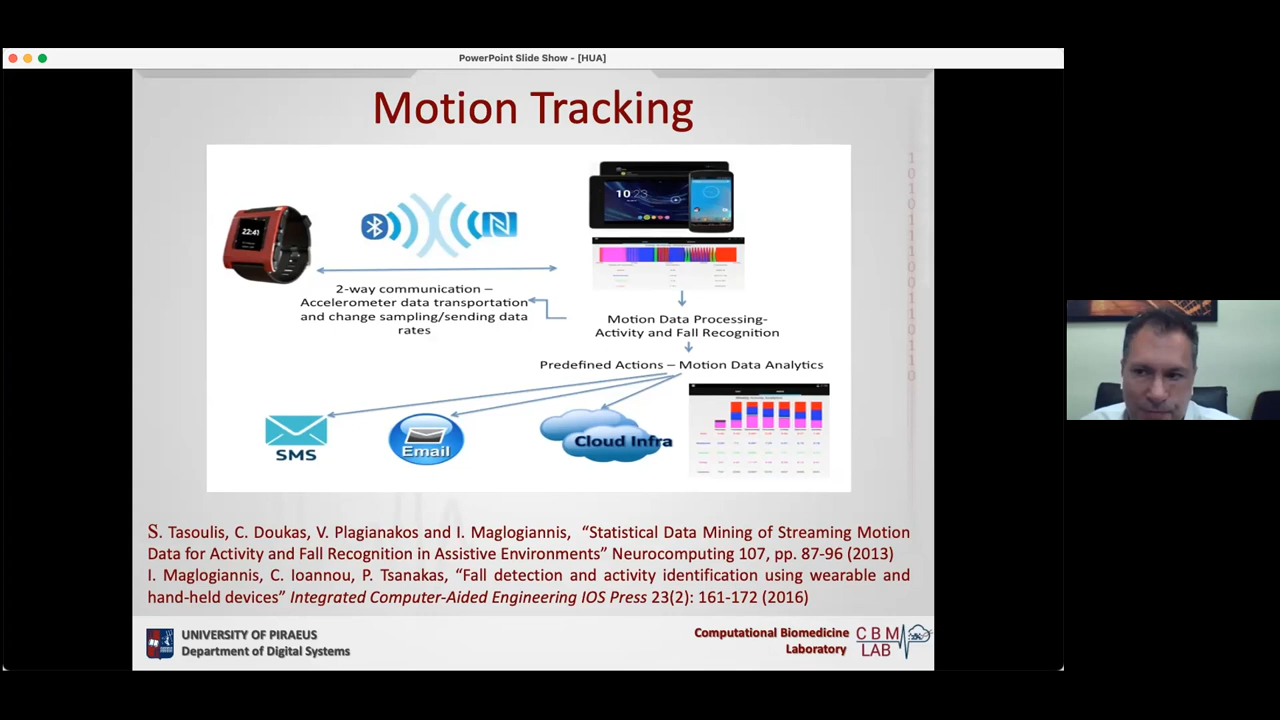 PowerPoint Slide Show - [HUA]
Motion Tracking
22:41
10:23
2-way communication –
Accelerometer data transportation
and change sampling/sending data
rates
Motion Data Processing-
Activity and Fall Recognition
Predefined Actions – Motion Data Analytics
SMS
Email
Cloud Infra
S. Tasoulis, C. Doukas, V. Plagianakos and I. Maglogiannis, “Statistical Data Mining of Streaming Motion
Data for Activity and Fall Recognition in Assistive Environments” Neurocomputing 107, pp. 87-96 (2013)
I. Maglogiannis, C. Ioannou, P. Tsanakas, “Fall detection and activity identification using wearable and
hand-held devices” Integrated Computer-Aided Engineering IOS Press 23(2): 161-172 (2016)
UNIVERSITY OF PIRAEUS
Department of Digital Systems
Computational Biomedicine
Laboratory
C B M
LAB